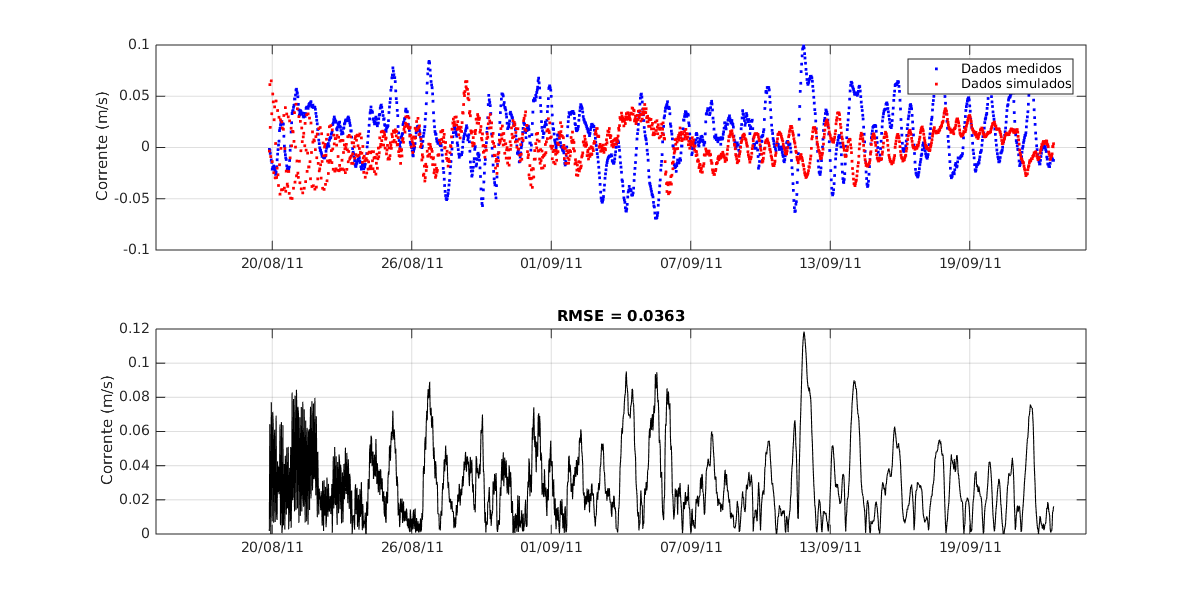 Corrente (m/s)
0.1
0.05
0
-0.05
-0.1
Dados medidos
Dados simulados
20/08/11 26/08/11 01/09/11 07/09/11 13/09/11 19/09/11
RMSE = 0.0363
Corrente (m/s)
0.12
0.1
0.08
0.06
0.04
0.02
0
20/08/11 26/08/11 01/09/11 07/09/11 13/09/11 19/09/11